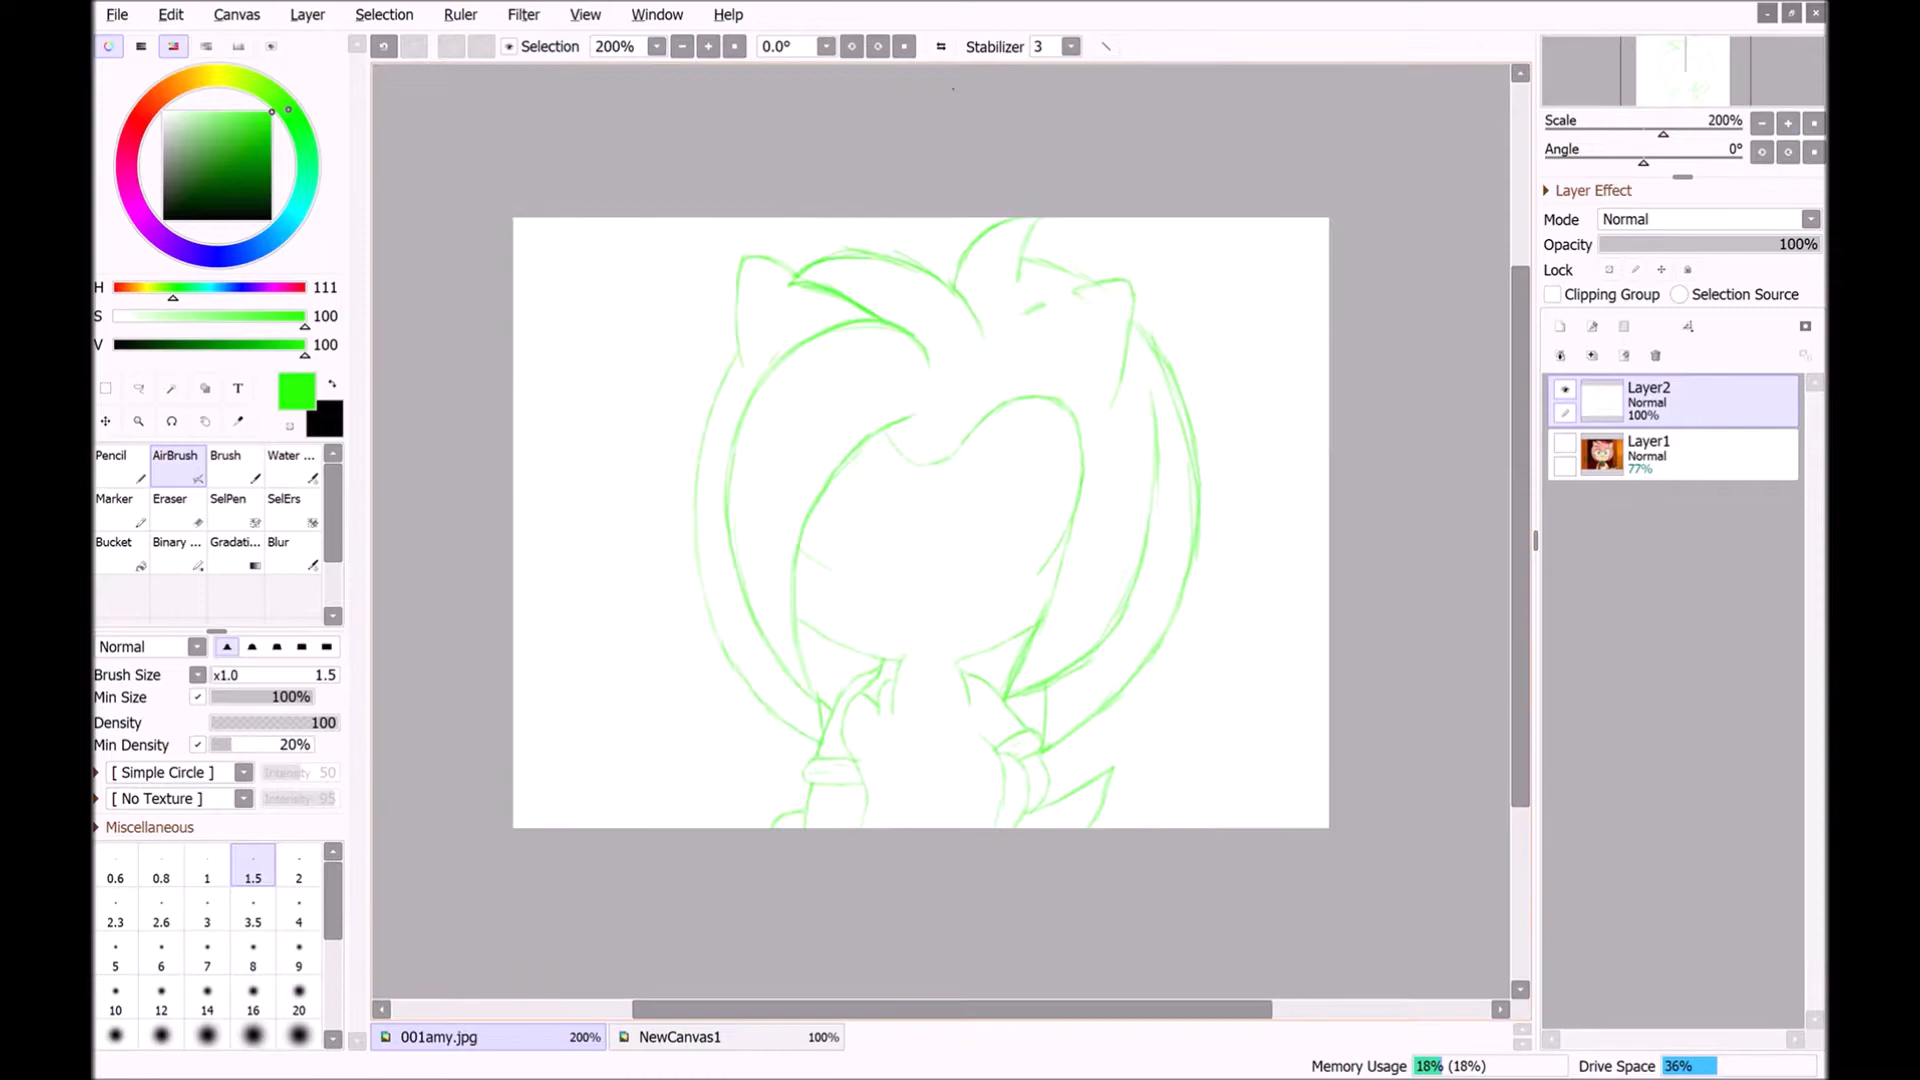 File Edit Canvas Layer Selection Ruler Filter View Window Help
Selection 200% 0.0° Stabilizer 3
Scale 200%
Angle 0°
Layer Effect
Mode Normal
Opacity 100%
Lock
Clipping Group Selection Source
Layer2
Normal
100%
Layer1
Normal
77%
H 111
S 100
V 100
T
Pencil AirBrush Brush Water ...
Marker Eraser SelPen SelErs
Bucket Binary ... Gradati... Blur
Normal
Brush Size x1.0 1.5
Min Size 100%
Density 100
Min Density 20%
[ Simple Circle ] Intensity 50
[ No Texture ] Intensity 95
Miscellaneous
0.6 0.8 1 1.5 2
2.3 2.6 3 3.5 4
5 6 7 8 9
10 12 14 16 20
001amy.jpg 200% NewCanvas1 100%
Memory Usage 18% (18%) Drive Space 36%